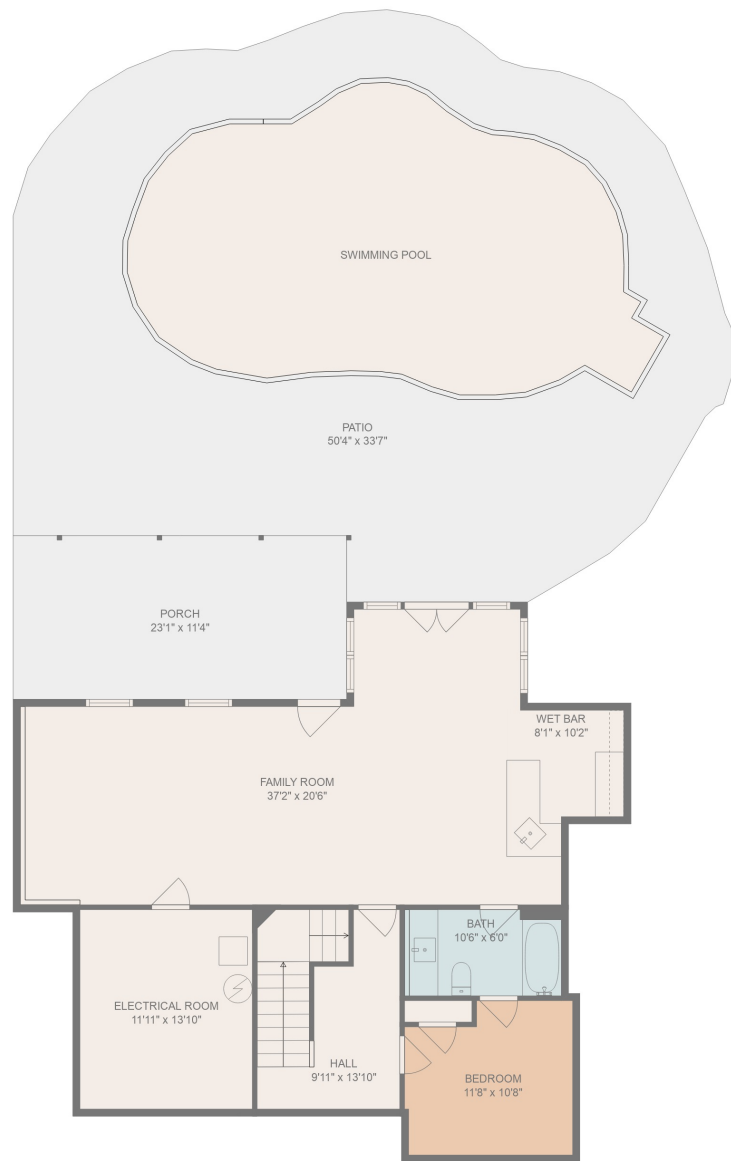 SWIMMING POOL
PATIO
50'4" x 33'7"
PORCH
23'1" x 11'4"
WET BAR
8'1" x 10'2"
FAMILY ROOM
37'2" x 20'6"
BATH
10'6" x 6'0"
ELECTRICAL ROOM
11'11" x 13'10"
HALL
9'11" x 13'10"
BEDROOM
11'8" x 10'8"